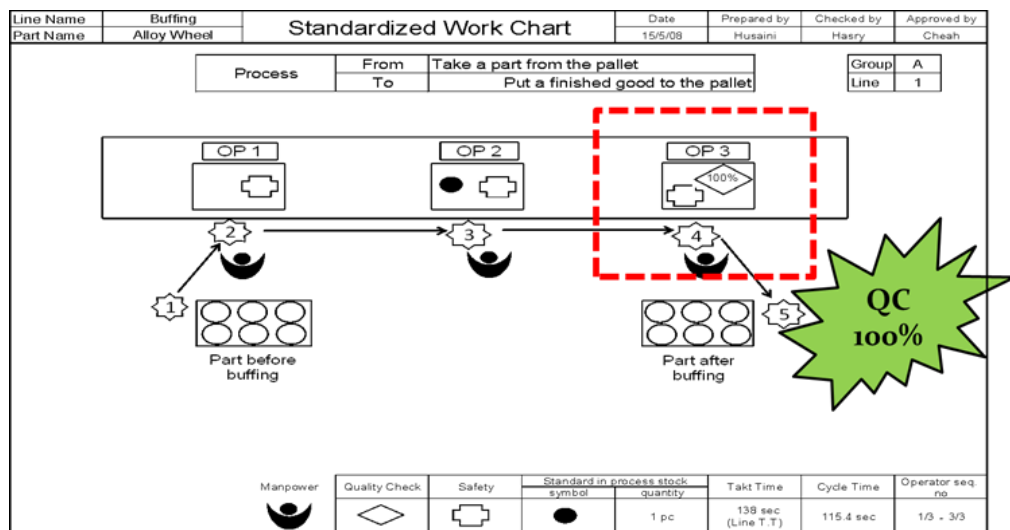 Line Name Buffing Standardized Work Chart Date Prepared by Checked by Approved by
Part Name Alloy Wheel 15/5/08 Husaini Hasry Cheah
Process From Take a part from the pallet Group A
To Put a finished good to the pallet Line 1
OP 1 OP 2 OP 3
100%
2 3 4
1 5
QC
100%
Part before
buffing
Part after
buffing
Manpower Quality Check Safety Standard in process stock Takt Time Cycle Time Operator seq.
symbol quantity no
1 pc 138 sec 115.4 sec 1/3 - 3/3
(Line T.T)